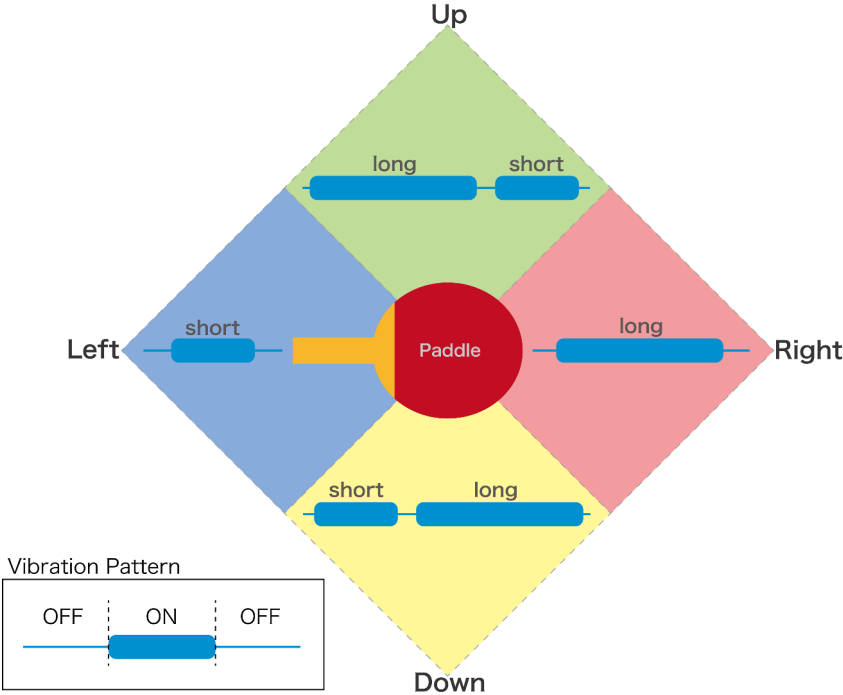 Up
long short
short
Left
Paddle
long
Right
short long
Vibration Pattern
OFF ON OFF
Down